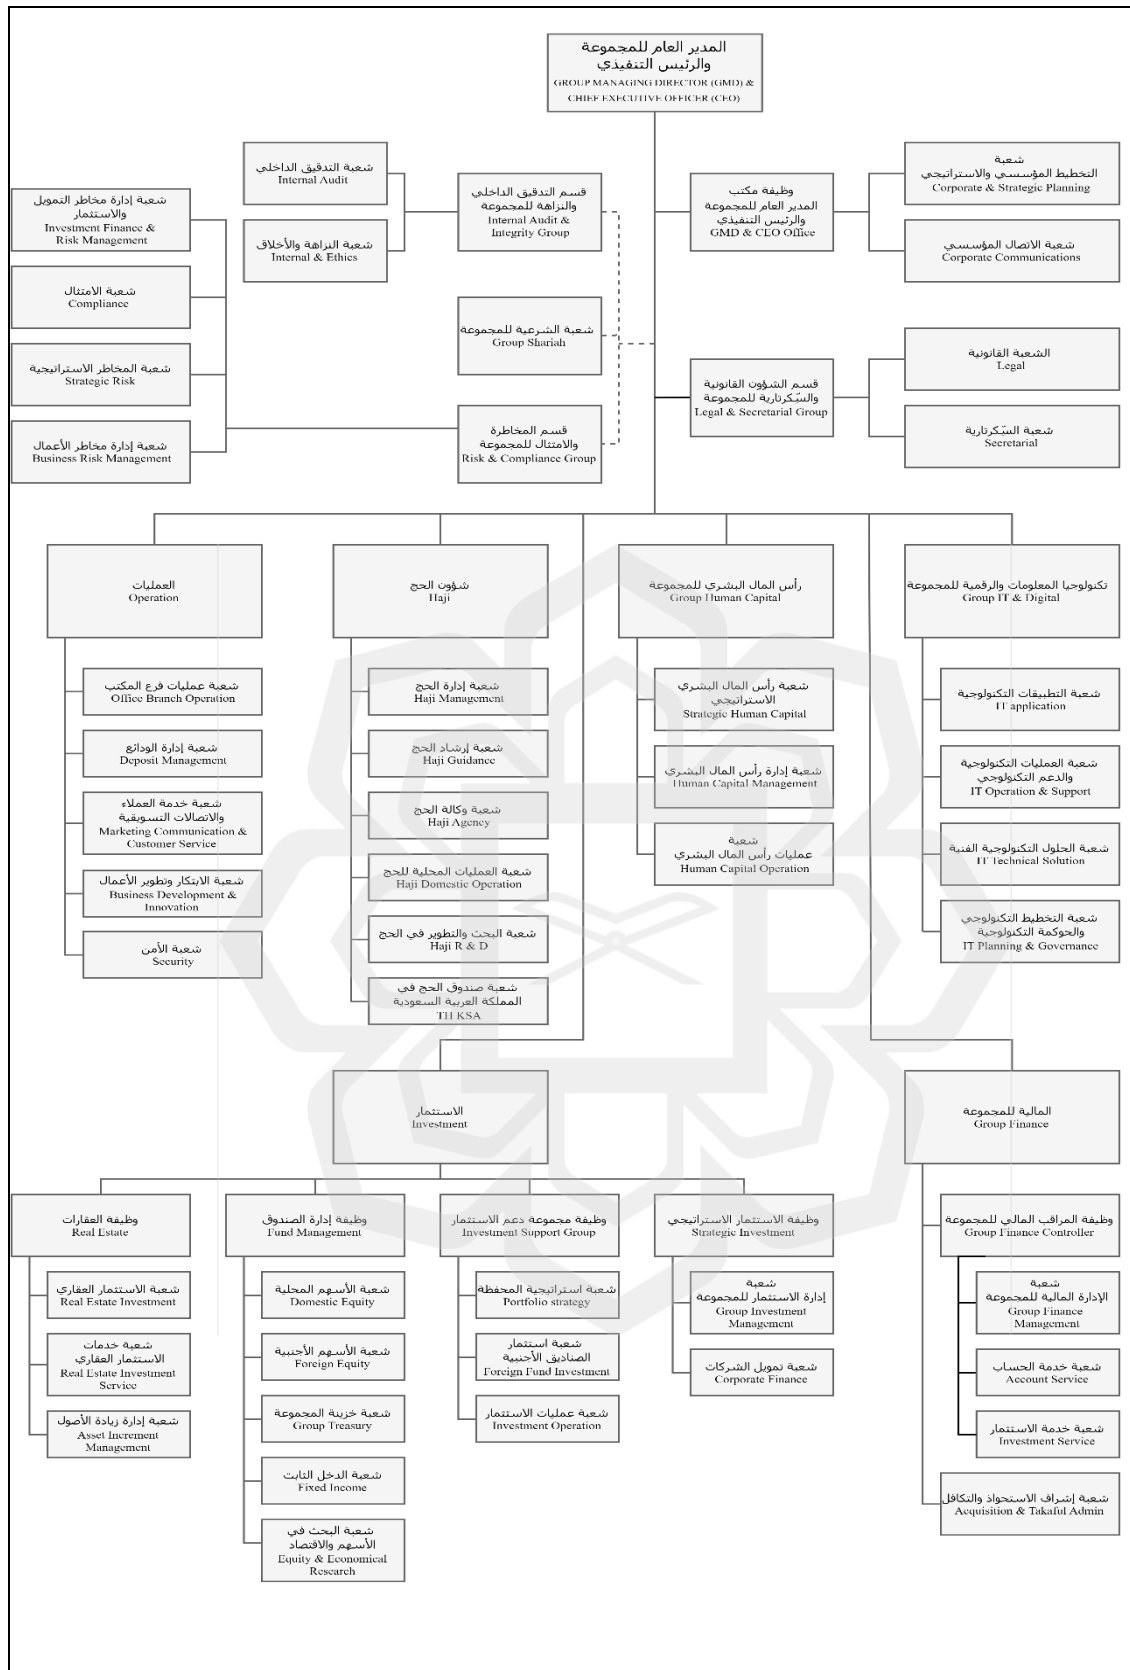 المدير العام للمجموعة
والرئيس التنفيذي
GROUP MANAGING DIRECTOR (GMD) &
CHIEF EXECUTIVE OFFICER (CEO)
شعبة التدقيق الداخلي
Internal Audit
شعبة النزاهة والأخلاق
Internal & Ethics
قسم التدقيق الداخلي
والنزاهة للمجموعة
Internal Audit &
Integrity Group
وظيفة مكتب
المدير العام للمجموعة
والرئيس التنفيذي
GMD & CEO Office
شعبة
التخطيط المؤسسي والاستراتيجي
Corporate & Strategic Planning
شعبة الاتصال المؤسسي
Corporate Communications
شعبة إدارة مخاطر التمويل
والاستثمار
Investment Finance &
Risk Management
شعبة الامتثال
Compliance
شعبة المخاطر الاستراتيجية
Strategic Risk
شعبة إدارة مخاطر الأعمال
Business Risk Management
شعبة الشرعية للمجموعة
Group Shariah
قسم المخاطرة
والامتثال للمجموعة
Risk & Compliance Group
قسم الشؤون القانونية
والسّكرتارية للمجموعة
Legal & Secretarial Group
الشعبة القانونية
Legal
شعبة السّكرتارية
Secretarial
العمليات
Operation
شعبة عمليات فرع المكتب
Office Branch Operation
شعبة إدارة الودائع
Deposit Management
شعبة خدمة العملاء
والاتصالات التسويقية
Marketing Communication &
Customer Service
شعبة الابتكار وتطوير الأعمال
Business Development &
Innovation
شعبة الأمن
Security
شؤون الحج
Haji
شعبة إدارة الحج
Haji Management
شعبة إرشاد الحج
Haji Guidance
شعبة وكالة الحج
Haji Agency
شعبة العمليات المحلية للحج
Haji Domestic Operation
شعبة البحث والتطوير في الحج
Haji R & D
شعبة صندوق الحج في
المملكة العربية السعودية
TH KSA
رأس المال البشري للمجموعة
Group Human Capital
شعبة رأس المال البشري
الاستراتيجي
Strategic Human Capital
شعبة إدارة رأس المال البشري
Human Capital Management
شعبة
عمليات رأس المال البشري
Human Capital Operation
تكنولوجيا المعلومات والرقمية للمجموعة
Group IT & Digital
شعبة التطبيقات التكنولوجية
IT application
شعبة العمليات التكنولوجية
والدعم التكنولوجي
IT Operation & Support
شعبة الحلول التكنولوجية الفنية
IT Technical Solution
شعبة التخطيط التكنولوجي
والحوكمة التكنولوجية
IT Planning & Governance
الاستثمار
Investment
وظيفة العقارات
Real Estate
شعبة الاستثمار العقاري
Real Estate Investment
شعبة خدمات
الاستثمار العقاري
Real Estate Investment
Service
شعبة إدارة زيادة الأصول
Asset Increment
Management
وظيفة إدارة الصندوق
Fund Management
شعبة الأسهم المحلية
Domestic Equity
شعبة الأسهم الأجنبية
Foreign Equity
شعبة خزينة المجموعة
Group Treasury
شعبة الدخل الثابت
Fixed Income
شعبة البحث في
الأسهم والاقتصاد
Equity & Economical
Research
وظيفة مجموعة دعم الاستثمار
Investment Support Group
شعبة استراتيجية المحفظة
Portfolio strategy
شعبة استثمار
الصناديق الأجنبية
Foreign Fund Investment
شعبة عمليات الاستثمار
Investment Operation
وظيفة الاستثمار الاستراتيجي
Strategic Investment
شعبة
إدارة الاستثمار للمجموعة
Group Investment
Management
شعبة تمويل الشركات
Corporate Finance
المالية للمجموعة
Group Finance
وظيفة المراقب المالي للمجموعة
Group Finance Controller
شعبة
الإدارة المالية للمجموعة
Group Finance
Management
شعبة خدمة الحساب
Account Service
شعبة خدمة الاستثمار
Investment Service
شعبة إشراف الاستحواذ والتكافل
Acquisition & Takaful Admin